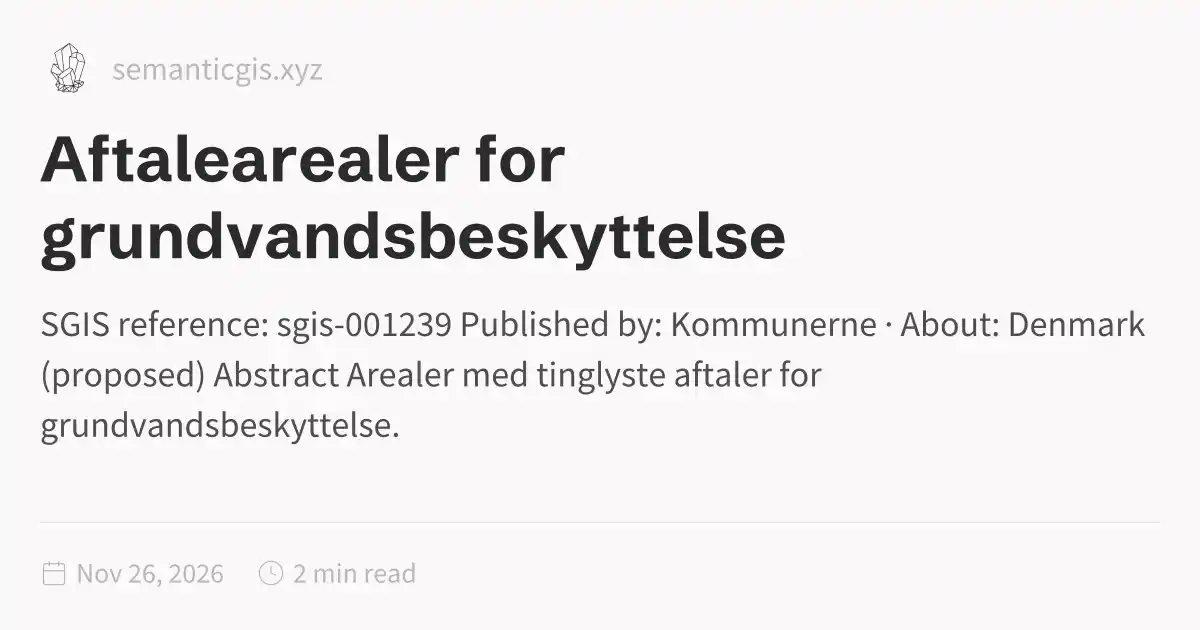 semanticgis.xyz
Aftalearealer for
grundvandsbeskyttelse
SGIS reference: sgis-001239 Published by: Kommunerne · About: Denmark
(proposed) Abstract Arealer med tinglyste aftaler for
grundvandsbeskyttelse.
Nov 26, 2026 2 min read